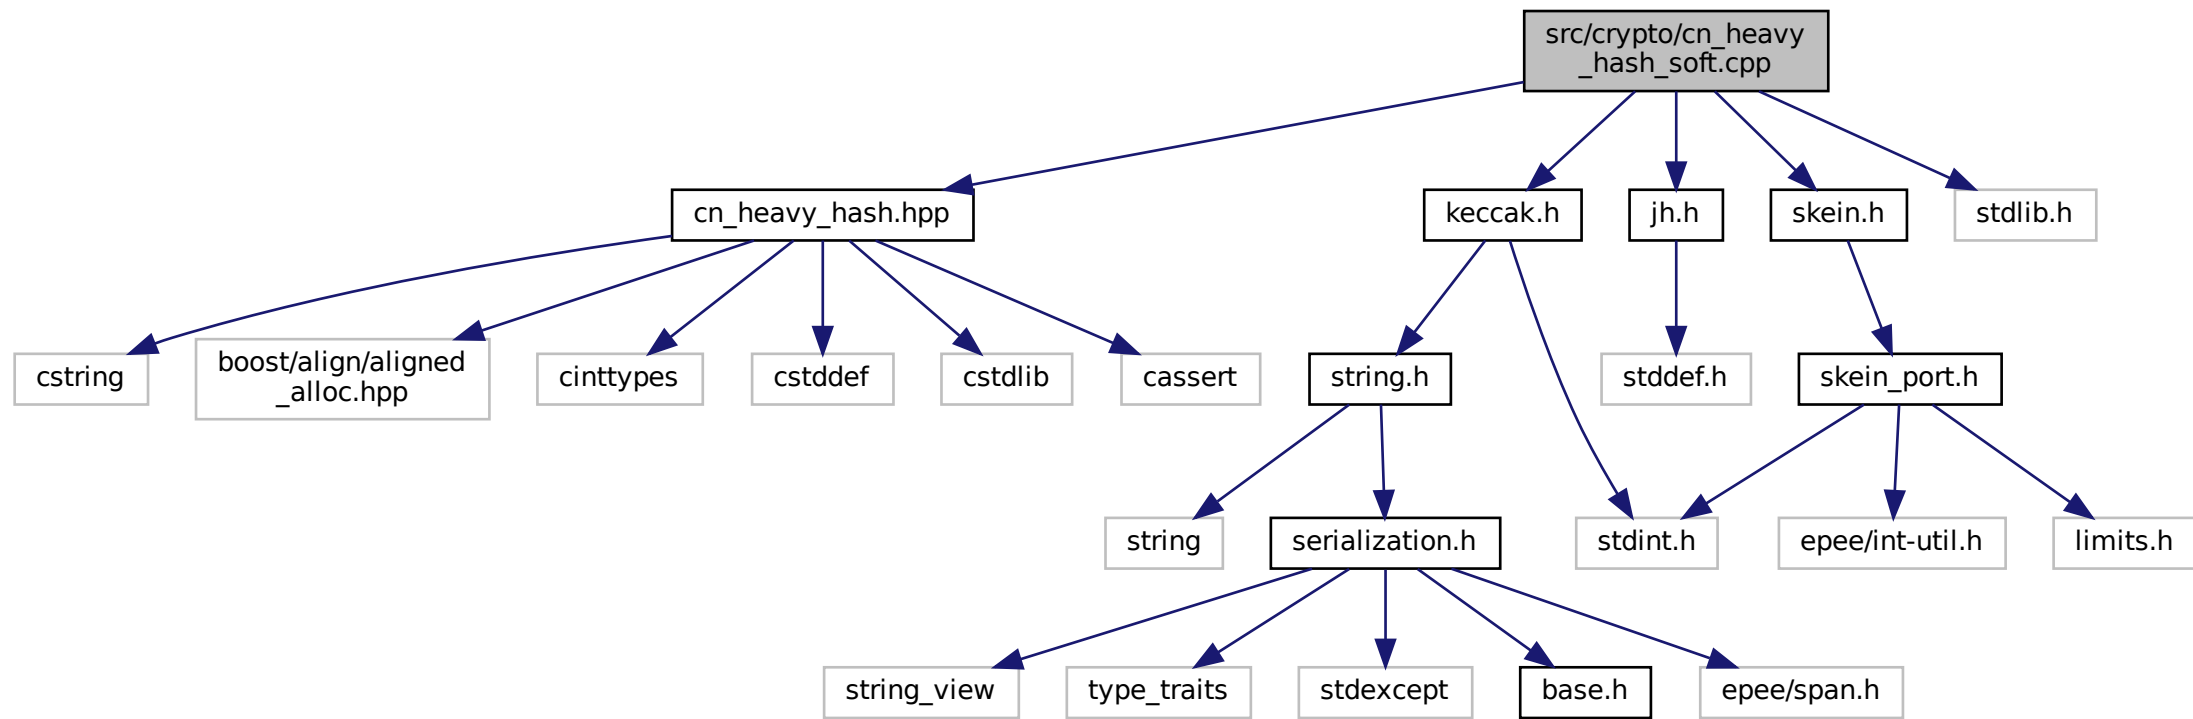 src/crypto/cn_heavy
_hash_soft.cpp
cn_heavy_hash.hpp
keccak.h
jh.h
skein.h
stdlib.h
cstring
boost/align/aligned
_alloc.hpp
cinttypes
cstddef
cstdlib
cassert
string.h
stddef.h
skein_port.h
string
serialization.h
stdint.h
epee/int-util.h
limits.h
string_view
type_traits
stdexcept
base.h
epee/span.h